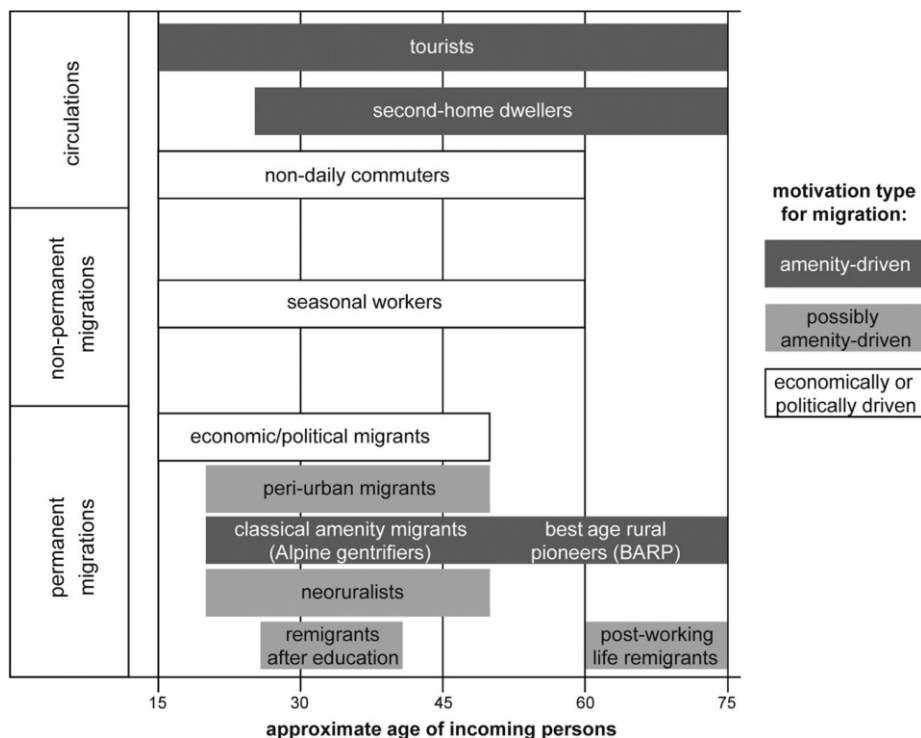 circulations
tourists
second-home dwellers
non-daily commuters
non-permanent
migrations
seasonal workers
permanent
migrations
economic/political migrants
peri-urban migrants
classical amenity migrants
(Alpine gentrifiers)
best age rural
pioneers (BARP)
neoruralists
remigrants
after education
post-working
life remigrants
15
30
45
60
75
approximate age of incoming persons
motivation type
for migration:
amenity-driven
possibly
amenity-driven
economically or
politically driven